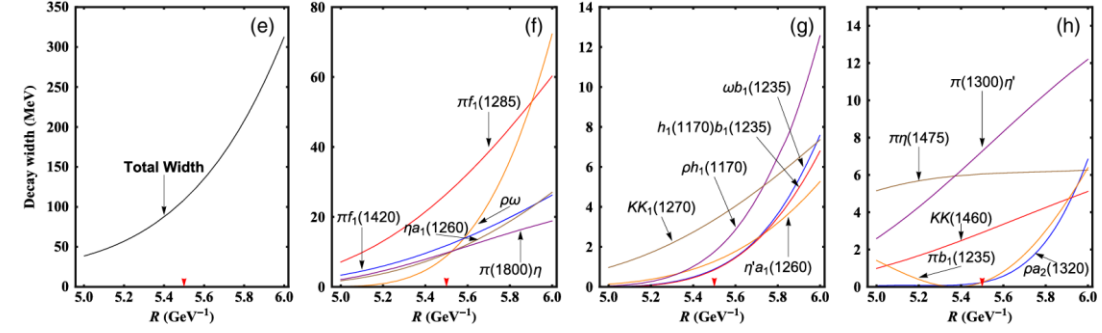 Decay width (MeV)
350
300
250
200
150
100
50
0
(e)
Total Width
5.0 5.2 5.4 5.6 5.8 6.0
R (GeV⁻¹)
80
60
40
20
0
(f)
πf₁(1285)
ρω
πf₁(1420)
ηa₁(1260)
π(1800)η
5.0 5.2 5.4 5.6 5.8 6.0
R (GeV⁻¹)
14
12
10
8
6
4
2
0
(g)
ωb₁(1235)
h₁(1170)b₁(1235)
ρh₁(1170)
KK₁(1270)
η'a₁(1260)
5.0 5.2 5.4 5.6 5.8 6.0
R (GeV⁻¹)
14
12
10
8
6
4
2
0
(h)
π(1300)η'
πη(1475)
KK(1460)
πb₁(1235)
ρa₂(1320)
5.0 5.2 5.4 5.6 5.8 6.0
R (GeV⁻¹)